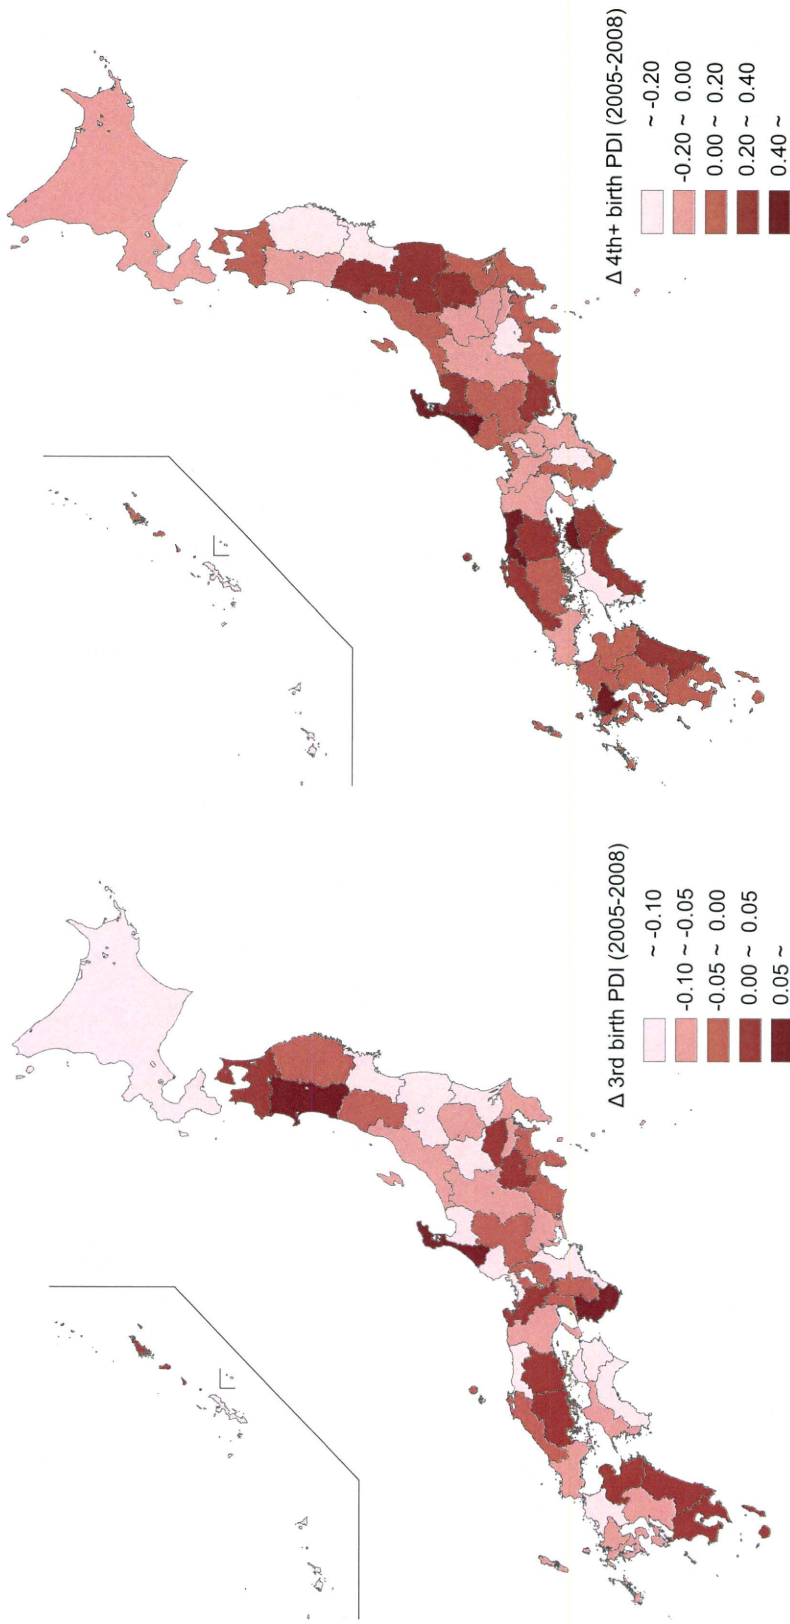 Δ 3rd birth PDI (2005-2008)
~ -0.10
-0.10 ~ -0.05
-0.05 ~ 0.00
0.00 ~ 0.05
0.05 ~
Δ 4th+ birth PDI (2005-2008)
~ -0.20
-0.20 ~ 0.00
0.00 ~ 0.20
0.20 ~ 0.40
0.40 ~